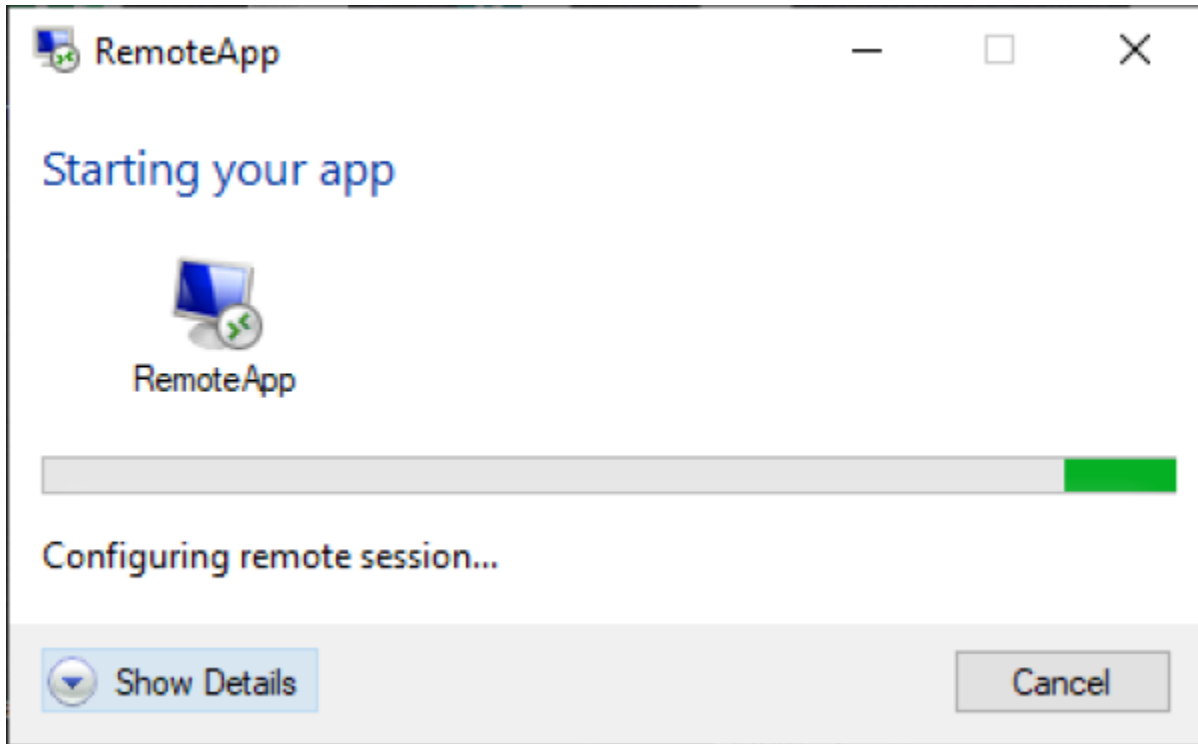 RemoteApp
Starting your app
RemoteApp
Configuring remote session...
Show Details
Cancel